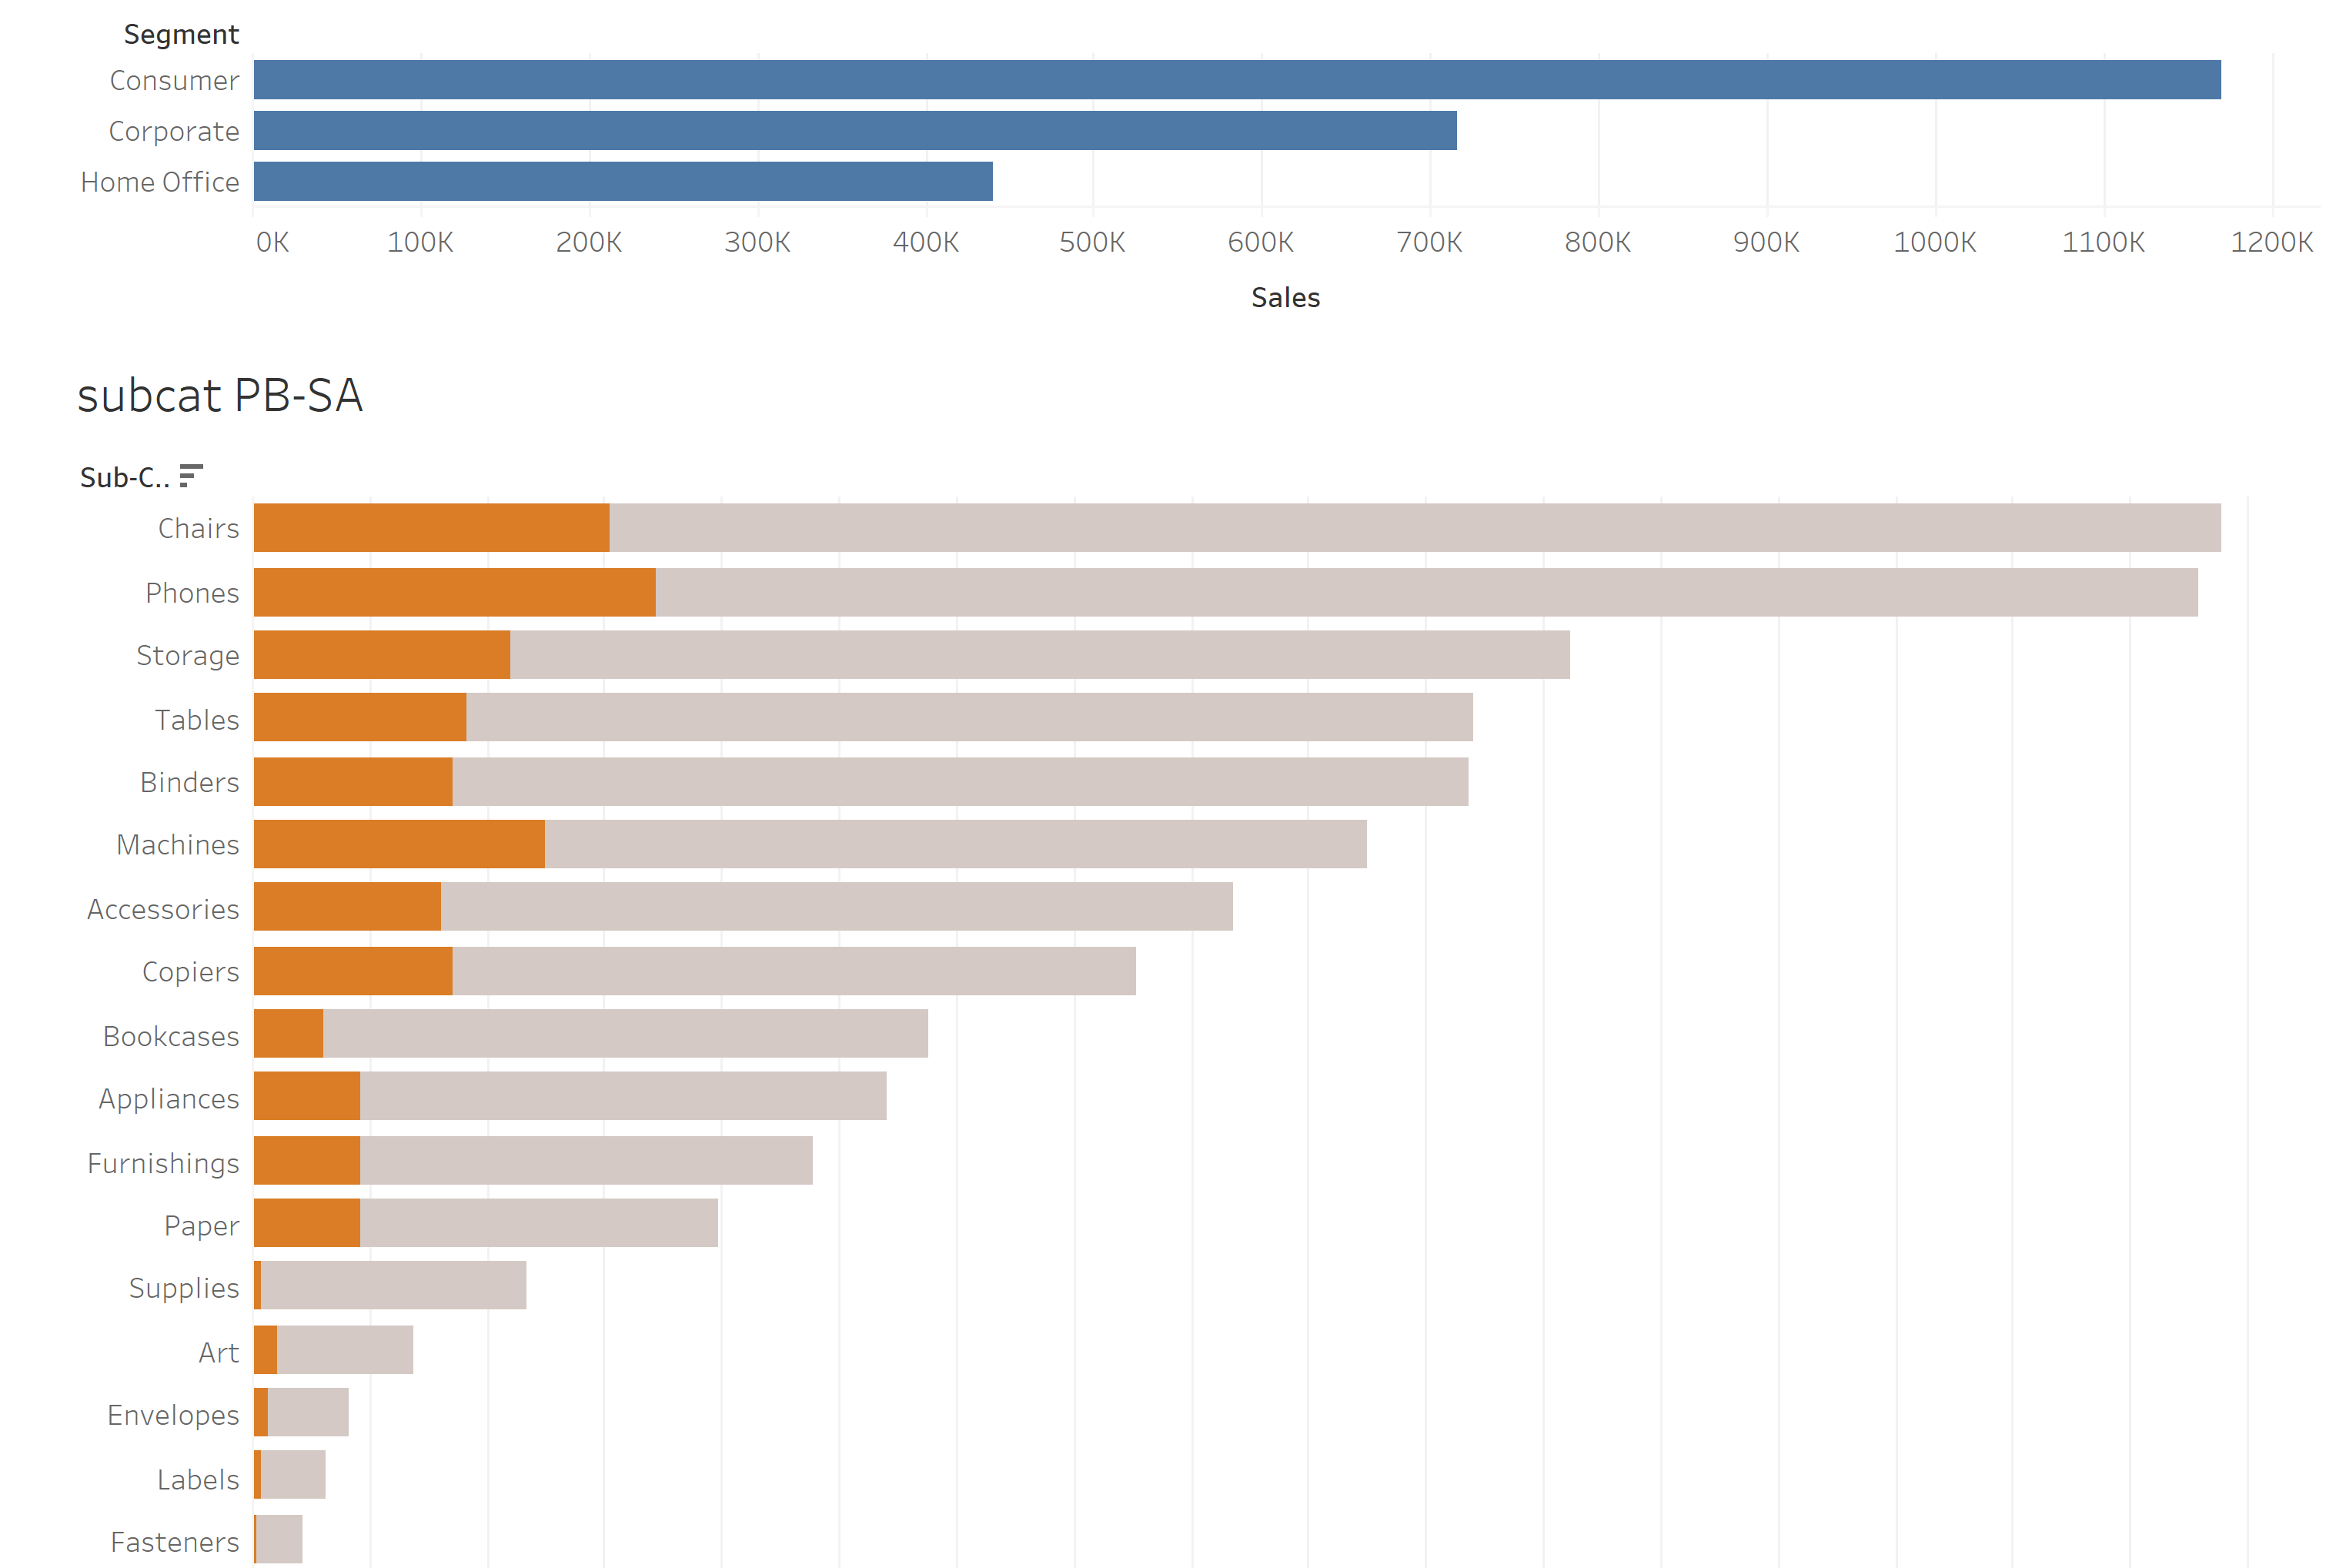 Segment
Consumer
Corporate
Home Office
0K 100K 200K 300K 400K 500K 600K 700K 800K 900K 1000K 1100K 1200K
Sales
subcat PB-SA
Sub-C..
Chairs
Phones
Storage
Tables
Binders
Machines
Accessories
Copiers
Bookcases
Appliances
Furnishings
Paper
Supplies
Art
Envelopes
Labels
Fasteners